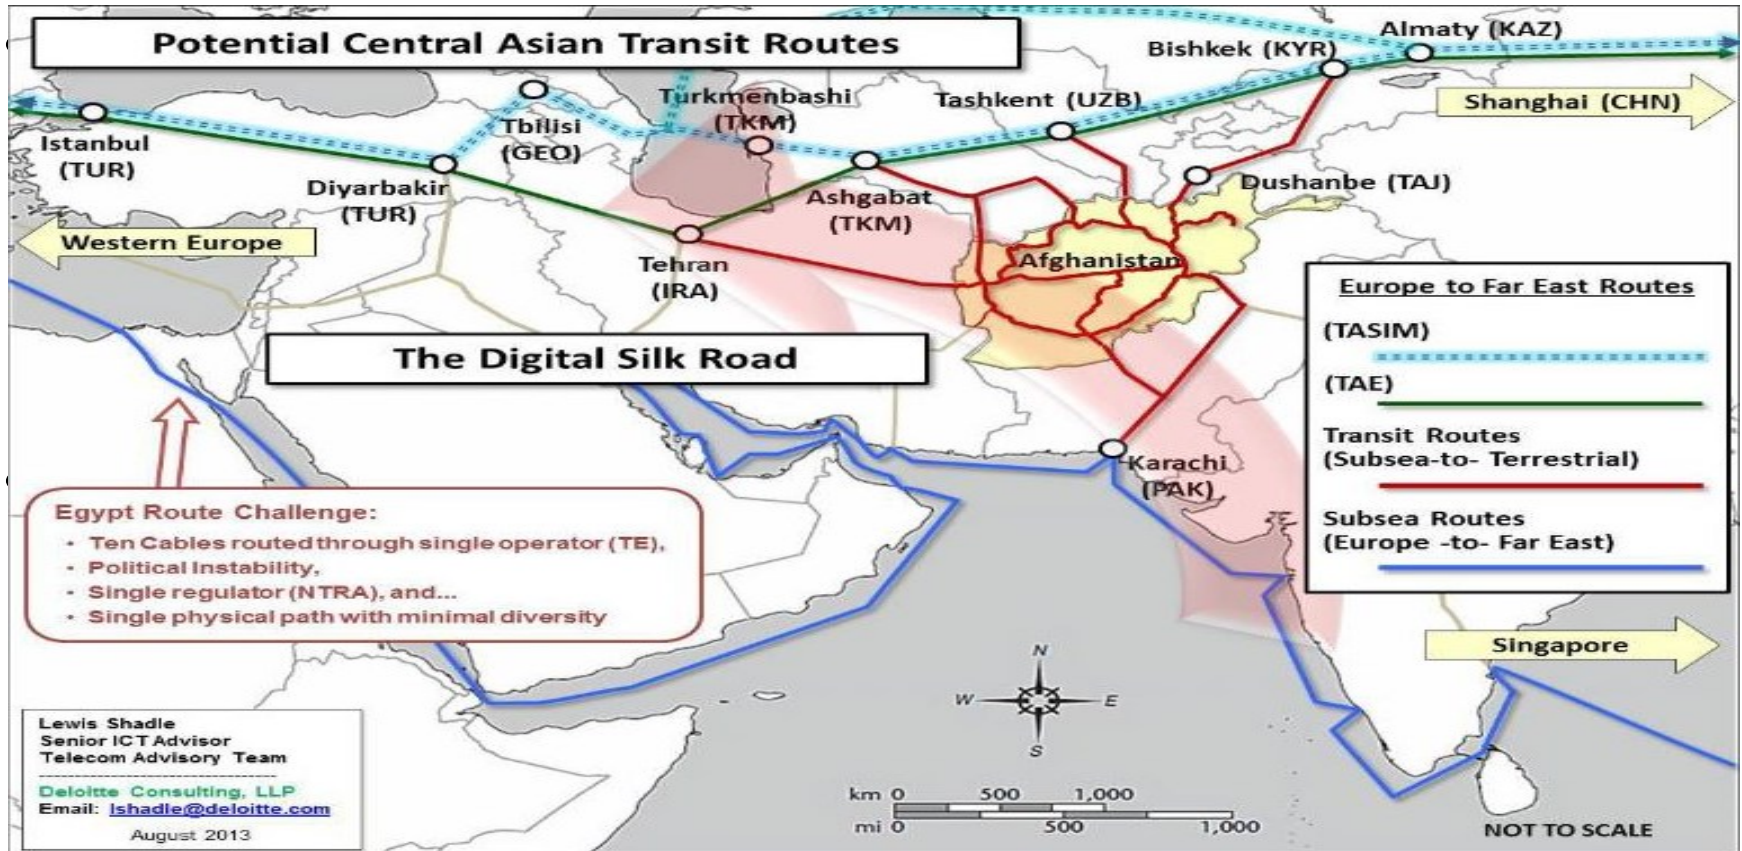 Potential Central Asian Transit Routes
Almaty (KAZ)
Bishkek (KYR)
Turkmenbashi
(TKM)
Tashkent (UZB)
Shanghai (CHN)
Istanbul
(TUR)
Tbilisi
(GEO)
Diyarbakir
(TUR)
Ashgabat
(TKM)
Dushanbe (TAJ)
Western Europe
Tehran
(IRA)
Afghanistan
The Digital Silk Road
Europe to Far East Routes
(TASIM)
(TAE)
Transit Routes
(Subsea-to- Terrestrial)
Subsea Routes
(Europe -to- Far East)
Karachi
(PAK)
Egypt Route Challenge:
• Ten Cables routed through single operator (TE),
• Political Instability,
• Single regulator (NTRA), and...
• Single physical path with minimal diversity
Singapore
N
W E
S
Lewis Shadle
Senior ICT Advisor
Telecom Advisory Team
--------------------------------
Deloitte Consulting, LLP
Email: lshadle@deloitte.com
August 2013
km 0 500 1,000
mi 0 500 1,000
NOT TO SCALE